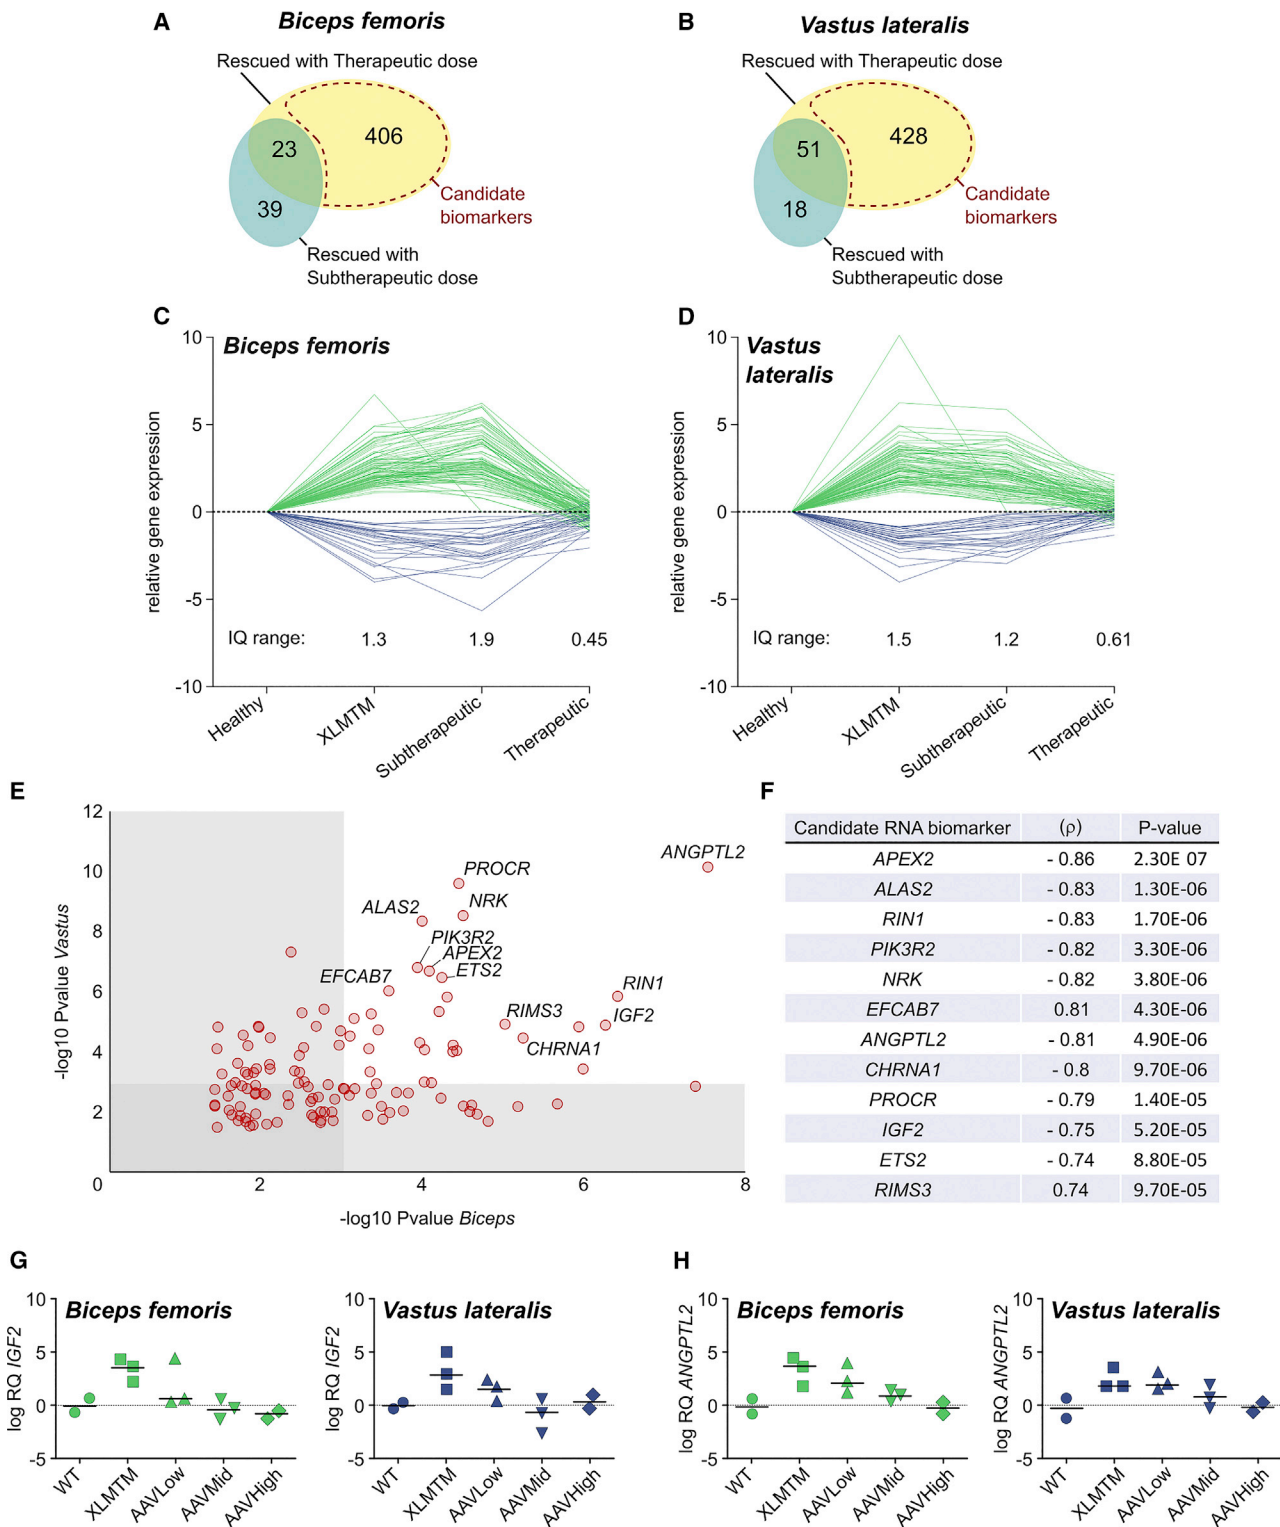 A
Biceps femoris
Rescued with Therapeutic dose
406
23
39
Candidate
biomarkers
Rescued with
Subtherapeutic dose
B
Vastus lateralis
Rescued with Therapeutic dose
428
51
18
Candidate
biomarkers
Rescued with
Subtherapeutic dose
C
Biceps femoris
relative gene expression
10
5
0
-5
-10
IQ range: 1.3 1.9 0.45
Healthy
XLMTM
Subtherapeutic
Therapeutic
D
Vastus
lateralis
relative gene expression
10
5
0
-5
-10
IQ range: 1.5 1.2 0.61
Healthy
XLMTM
Subtherapeutic
Therapeutic
E
-log10 Pvalue Vastus
12
10
8
6
4
2
0
2
4
6
8
-log10 Pvalue Biceps
ANGPTL2
PROCR
NRK
ALAS2
PIK3R2
APEX2
ETS2
EFCAB7
RIN1
RIMS3
IGF2
CHRNA1
F
Candidate RNA biomarker (ρ) P-value
APEX2 - 0.86 2.30E 07
ALAS2 - 0.83 1.30E-06
RIN1 - 0.83 1.70E-06
PIK3R2 - 0.82 3.30E-06
NRK - 0.82 3.80E-06
EFCAB7 0.81 4.30E-06
ANGPTL2 - 0.81 4.90E-06
CHRNA1 - 0.8 9.70E-06
PROCR - 0.79 1.40E-05
IGF2 - 0.75 5.20E-05
ETS2 - 0.74 8.80E-05
RIMS3 0.74 9.70E-05
G
Biceps femoris
log RQ IGF2
10
5
0
-5
WT
XLMTM
AAVLow
AAVMid
AAVHigh
Vastus lateralis
log RQ IGF2
10
5
0
-5
WT
XLMTM
AAVLow
AAVMid
AAVHigh
H
Biceps femoris
log RQ ANGPTL2
10
5
0
-5
WT
XLMTM
AAVLow
AAVMid
AAVHigh
Vastus lateralis
log RQ ANGPTL2
10
5
0
-5
WT
XLMTM
AAVLow
AAVMid
AAVHigh